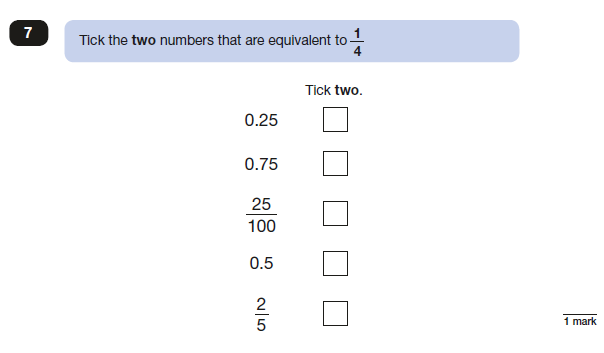 7
Tick the two numbers that are equivalent to 1/4
Tick two.
0.25
0.75
25/100
0.5
2/5
1 mark